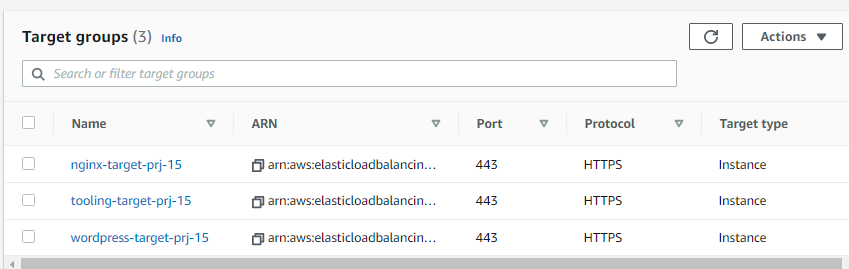 Target groups (3) Info
Actions
Search or filter target groups
Name ARN Port Protocol Target type
nginx-target-prj-15 arn:aws:elasticloadbalancin... 443 HTTPS Instance
tooling-target-prj-15 arn:aws:elasticloadbalancin... 443 HTTPS Instance
wordpress-target-prj-15 arn:aws:elasticloadbalancin... 443 HTTPS Instance